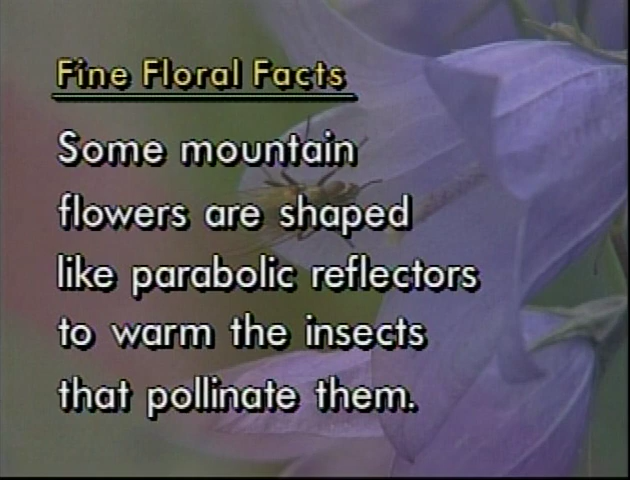 Fine Floral Facts
Some mountain
flowers are shaped
like parabolic reflectors
to warm the insects
that pollinate them.